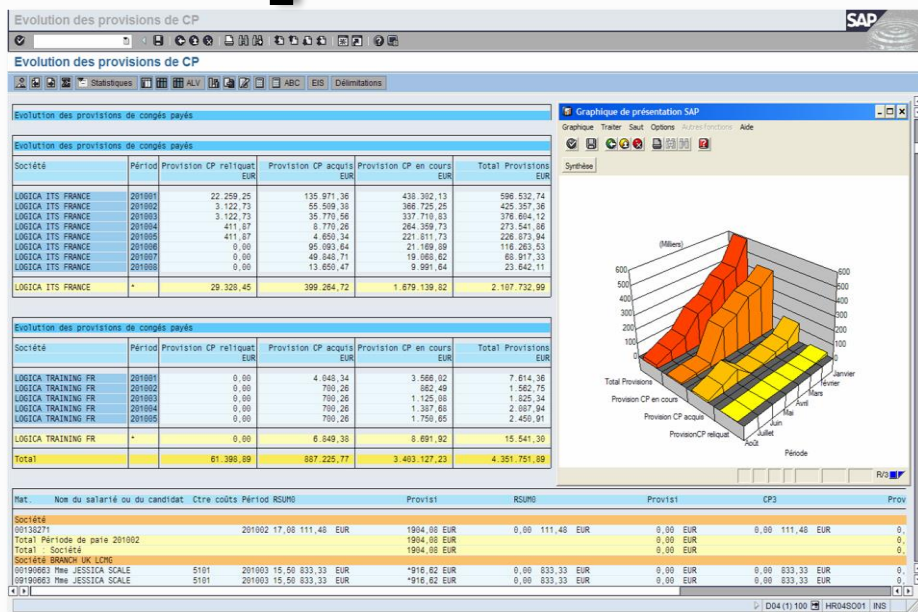 Evolution des provisions de CP
SAP
Evolution des provisions de CP
Statistiques ALV ABC EIS Délimitations
Evolution des provisions de congés payés
Evolution des provisions de congés payés
Société Périod Provision CP reliquat Provision CP acquis Provision CP en cours Total Provisions
EUR EUR EUR EUR
LOGICA ITS FRANCE 201001 22.259,25 135.971,36 438.302,13 596.532,74
LOGICA ITS FRANCE 201002 3.122,73 55.509,38 366.725,25 425.357,36
LOGICA ITS FRANCE 201003 3.122,73 35.770,56 337.710,83 376.604,12
LOGICA ITS FRANCE 201004 411,87 8.770,26 264.359,73 273.541,86
LOGICA ITS FRANCE 201005 411,87 4.650,34 221.811,73 226.873,94
LOGICA ITS FRANCE 201006 0,00 95.093,64 21.169,89 116.263,53
LOGICA ITS FRANCE 201007 0,00 49.848,71 19.068,62 68.917,33
LOGICA ITS FRANCE 201008 0,00 13.650,47 9.991,64 23.642,11
LOGICA ITS FRANCE * 29.328,45 399.264,72 1.679.139,82 2.107.732,99
Evolution des provisions de congés payés
Société Périod Provision CP reliquat Provision CP acquis Provision CP en cours Total Provisions
EUR EUR EUR EUR
LOGICA TRAINING FR 201001 0,00 4.048,34 3.566,02 7.614,36
LOGICA TRAINING FR 201002 0,00 700,26 862,49 1.562,75
LOGICA TRAINING FR 201003 0,00 700,26 1.125,08 1.825,34
LOGICA TRAINING FR 201004 0,00 700,26 1.387,68 2.087,94
LOGICA TRAINING FR 201005 0,00 700,26 1.750,65 2.450,91
LOGICA TRAINING FR * 0,00 6.849,38 8.691,92 15.541,30
Total 61.398,89 887.225,77 3.403.127,23 4.351.751,89
Graphique de présentation SAP
Graphique Traiter Saut Options Autres fonctions Aide
Synthèse
(Milliers)
600
500
400
300
200
100
0
600
500
400
300
200
100
0
Total Provisions
Provision CP en cours
Provision CP acquis
ProvisionCP reliquat
Janvier
février
Mars
Avril
Mai
Juin
Juillet
Août
Période
R/3
Mat. Nom du salarié ou du candidat Ctre coûts Périod RSUM0 Provisi RSUM0 Provisi CP3 Prov
Société
00138271 201002 17,08 111,48 EUR 1904,08 EUR 0,00 111,48 EUR 0,00 EUR 0,00 111,48 EUR 0.
Total Période de paie 201002 1904,08 EUR 0,00 EUR 0.
Total : Société 1904,08 EUR 0,00 EUR 0.
Société BRANCH UK LCMG
00190663 Mme JESSICA SCALE 5101 201003 15,50 833,33 EUR *916,62 EUR 0,00 833,33 EUR 0,00 EUR 0,00 833,33 EUR 0.
09190663 Mme JESSICA SCALE 5101 201003 15,50 833,33 EUR *916,62 EUR 0,00 833,33 EUR 0,00 EUR 0,00 833,33 EUR 0.
D04 (1) 100 HR04SO01 INS